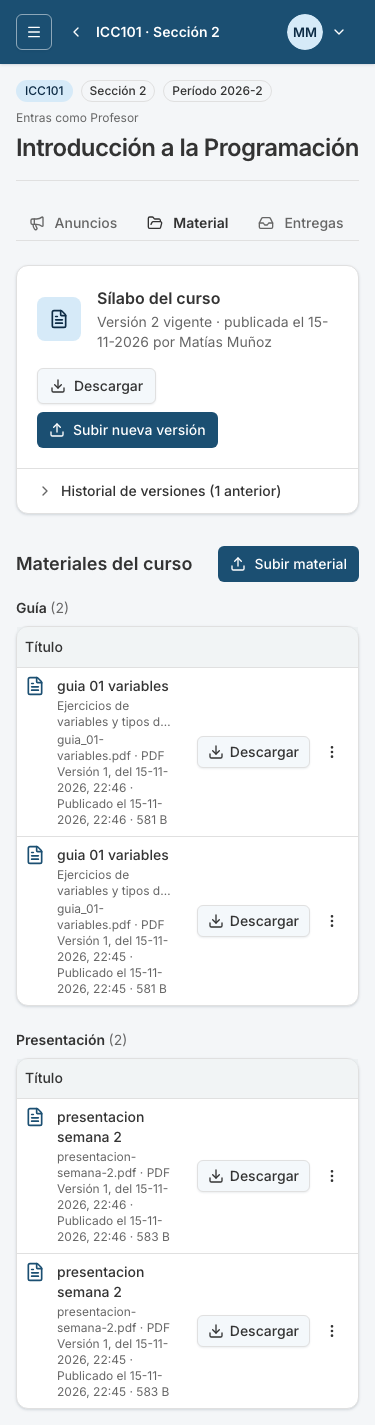 ICC101 · Sección 2
MM
ICC101
Sección 2
Período 2026-2
Entras como Profesor
Introducción a la Programación
Anuncios
Material
Entregas
Sílabo del curso
Versión 2 vigente · publicada el 15-
11-2026 por Matías Muñoz
Descargar
Subir nueva versión
Historial de versiones (1 anterior)
Materiales del curso
Subir material
Guía (2)
Título
guia 01 variables
Ejercicios de
variables y tipos d...
guia_01-
variables.pdf · PDF
Versión 1, del 15-11-
2026, 22:46 ·
Publicado el 15-11-
2026, 22:46 · 581 B
Descargar
guia 01 variables
Ejercicios de
variables y tipos d...
guia_01-
variables.pdf · PDF
Versión 1, del 15-11-
2026, 22:45 ·
Publicado el 15-11-
2026, 22:45 · 581 B
Descargar
Presentación (2)
Título
presentacion
semana 2
presentacion-
semana-2.pdf · PDF
Versión 1, del 15-11-
2026, 22:46 ·
Publicado el 15-11-
2026, 22:46 · 583 B
Descargar
presentacion
semana 2
presentacion-
semana-2.pdf · PDF
Versión 1, del 15-11-
2026, 22:45 ·
Publicado el 15-11-
2026, 22:45 · 583 B
Descargar